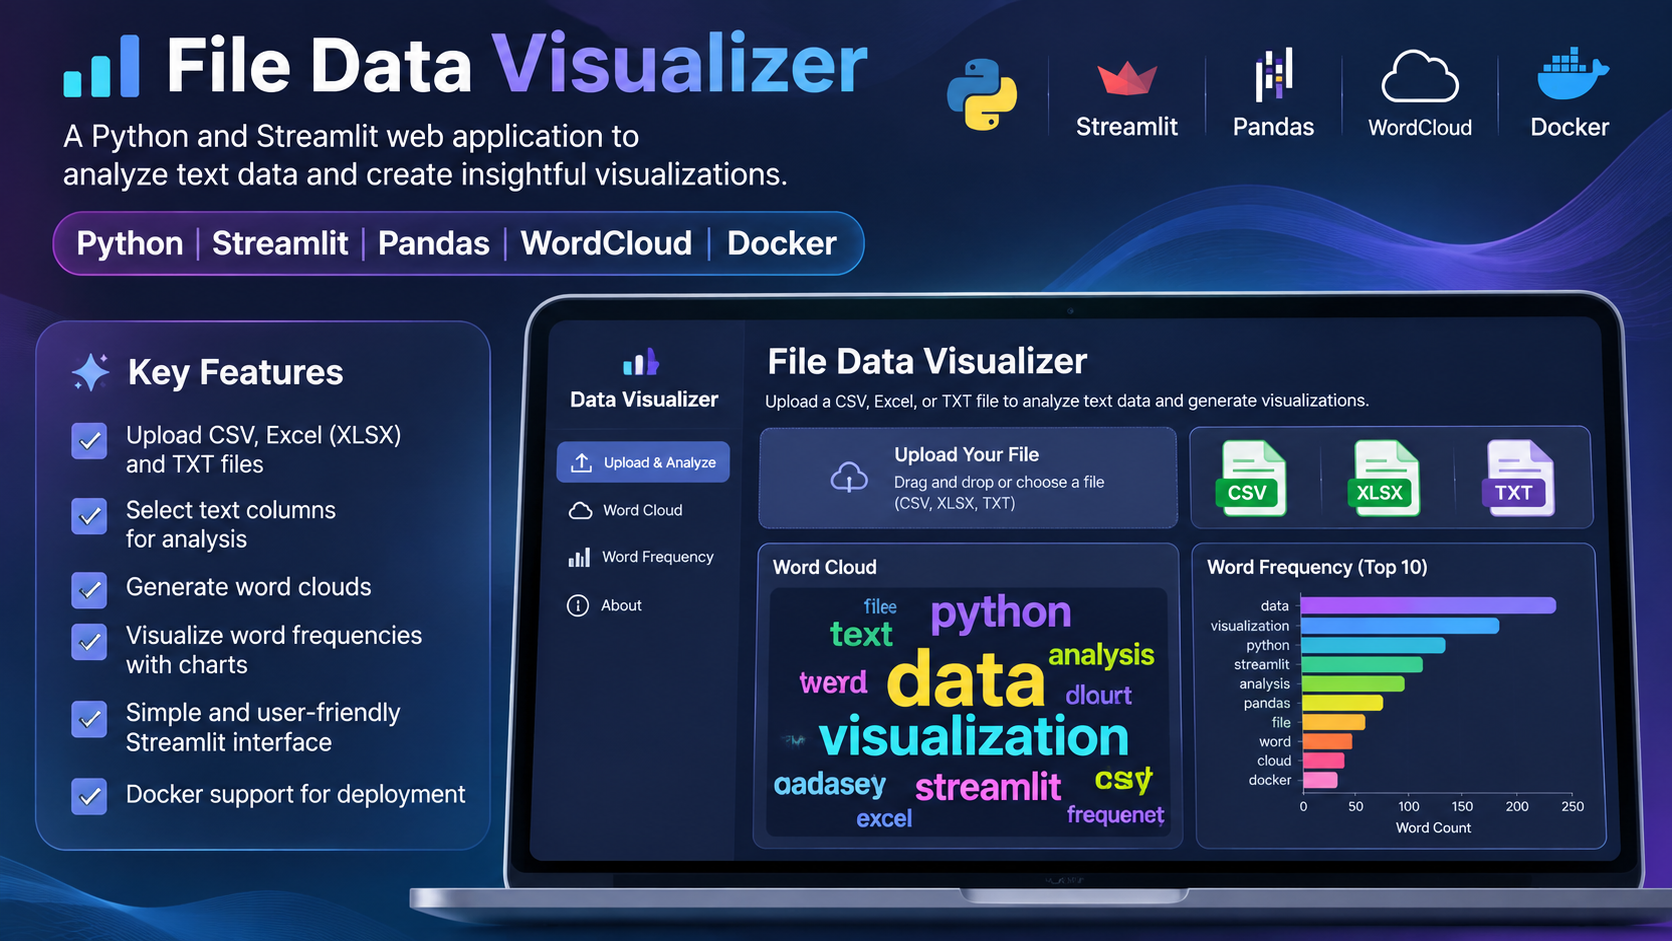 File Data Visualizer
A Python and Streamlit web application to
analyze text data and create insightful visualizations.
Python | Streamlit | Pandas | WordCloud | Docker
Streamlit
Pandas
WordCloud
Docker
Key Features
Upload CSV, Excel (XLSX)
and TXT files
Select text columns
for analysis
Generate word clouds
Visualize word frequencies
with charts
Simple and user-friendly
Streamlit interface
Docker support for deployment
Data Visualizer
Upload & Analyze
Word Cloud
Word Frequency
About
File Data Visualizer
Upload a CSV, Excel, or TXT file to analyze text data and generate visualizations.
Upload Your File
Drag and drop or choose a file
(CSV, XLSX, TXT)
CSV
XLSX
TXT
Word Cloud
filee
python
text
analysis
werd
data
dlourt
visualization
qadasey
streamlit
csy
excel
frequenet
Word Frequency (Top 10)
data
visualization
python
streamlit
analysis
pandas
file
word
cloud
docker
0 50 100 150 200 250
Word Count